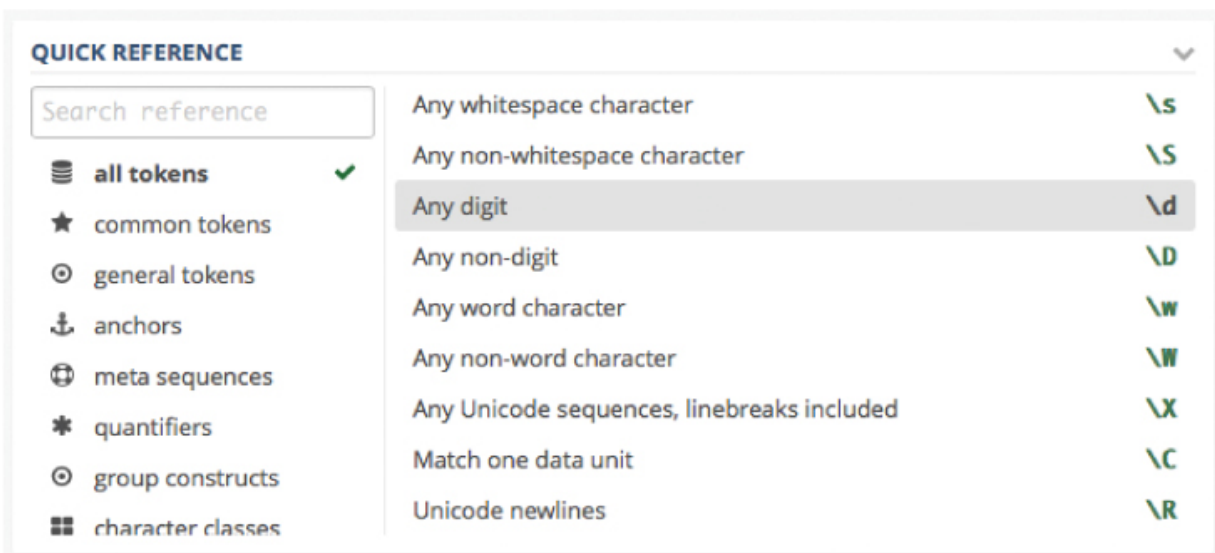 QUICK REFERENCE
Search reference
all tokens
common tokens
general tokens
anchors
meta sequences
quantifiers
group constructs
character classes
Any whitespace character \s
Any non-whitespace character \S
Any digit \d
Any non-digit \D
Any word character \w
Any non-word character \W
Any Unicode sequences, linebreaks included \X
Match one data unit \C
Unicode newlines \R